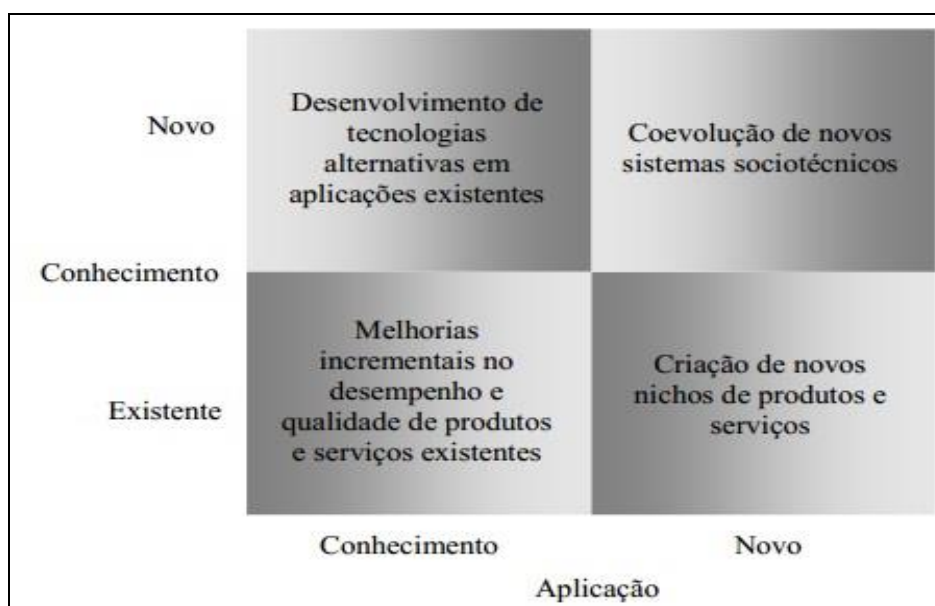 Novo
Desenvolvimento de
tecnologias
alternativas em
aplicações existentes
Coevolução de novos
sistemas sociotécnicos
Conhecimento
Existente
Melhorias
incrementais no
desempenho e
qualidade de produtos
e serviços existentes
Criação de novos
nichos de produtos e
serviços
Conhecimento
Novo
Aplicação